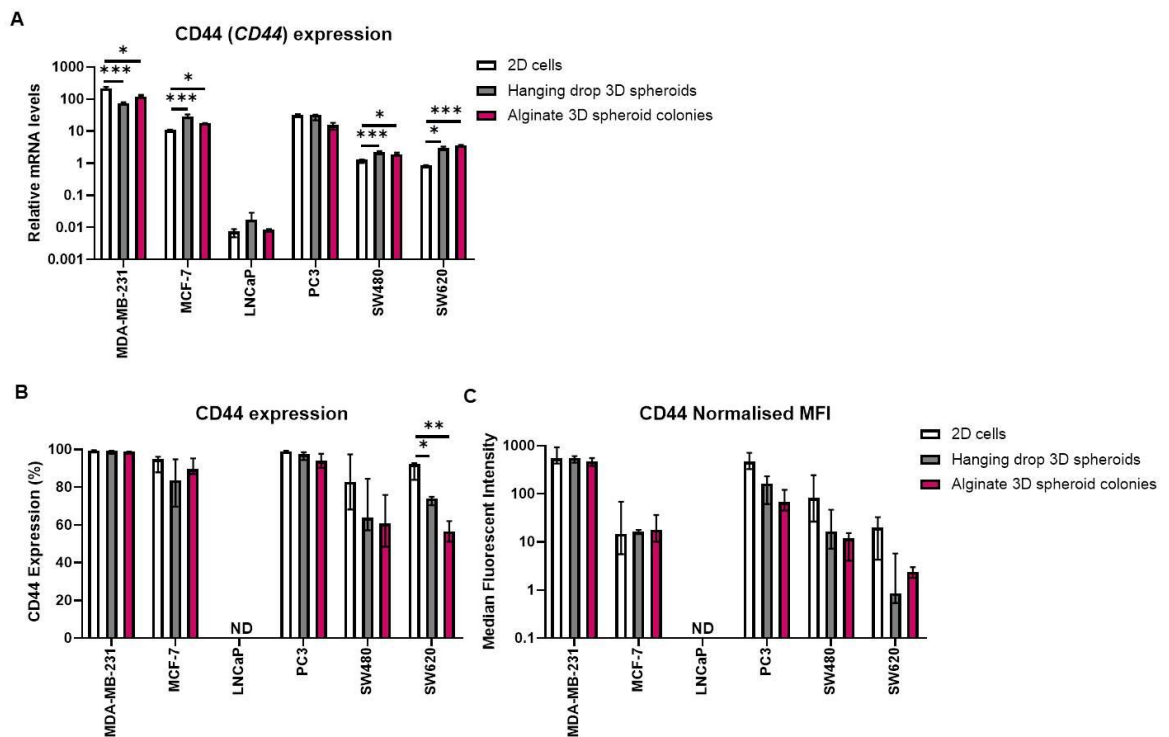 A
CD44 (CD44) expression
Relative mRNA levels
1000
100
10
1
0.1
0.01
0.001
*
***
*
***
*
***
***
*
MDA-MB-231
MCF-7
LNCaP
PC3
SW480
SW620
2D cells
Hanging drop 3D spheroids
Alginate 3D spheroid colonies
B
CD44 expression
CD44 Expression (%)
100
80
60
40
20
0
ND
**
*
MDA-MB-231
MCF-7
LNCaP
PC3
SW480
SW620
C
CD44 Normalised MFI
Median Fluorescent Intensity
1000
100
10
1
0.1
ND
MDA-MB-231
MCF-7
LNCaP
PC3
SW480
SW620
2D cells
Hanging drop 3D spheroids
Alginate 3D spheroid colonies